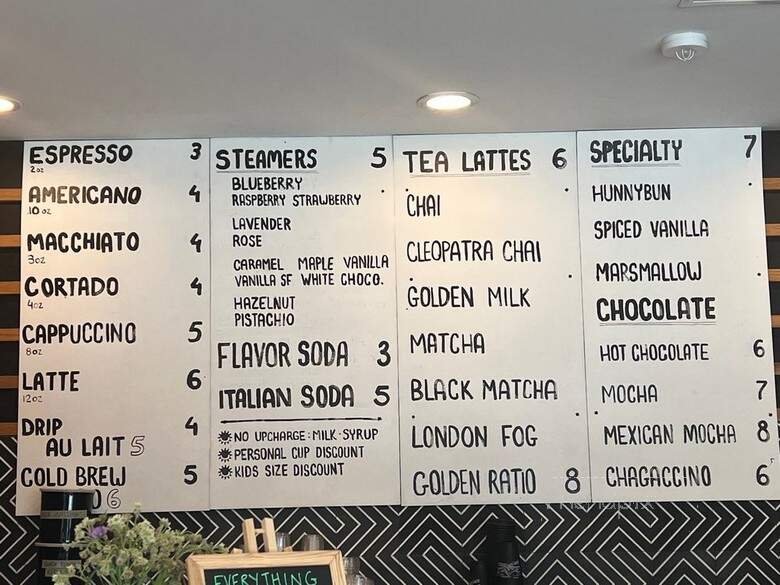 ESPRESSO 3
2oz
AMERICANO 4
10 oz
MACCHIATO 4
3oz
CORTADO 4
4oz
CAPPUCCINO 5
8oz
LATTE 6
12oz
DRIP 4
AU LAIT 5
COLD BREW 5
6
STEAMERS 5
BLUEBERRY
RASPBERRY STRAWBERRY
LAVENDER
ROSE
CARAMEL MAPLE VANILLA
VANILLA SF WHITE CHOCO.
HAZELNUT
PISTACHIO
FLAVOR SODA 3
ITALIAN SODA 5
NO UPCHARGE: MILK·SYRUP
PERSONAL CUP DISCOUNT
KIDS SIZE DISCOUNT
TEA LATTES 6
CHAI
CLEOPATRA CHAI
GOLDEN MILK
MATCHA
BLACK MATCHA
LONDON FOG
GOLDEN RATIO 8
SPECIALTY 7
HUNNYBUN
SPICED VANILLA
MARSMALLOW
CHOCOLATE
HOT CHOCOLATE 6
MOCHA 7
MEXICAN MOCHA 8
CHAGACCINO 6
EVERYTHING